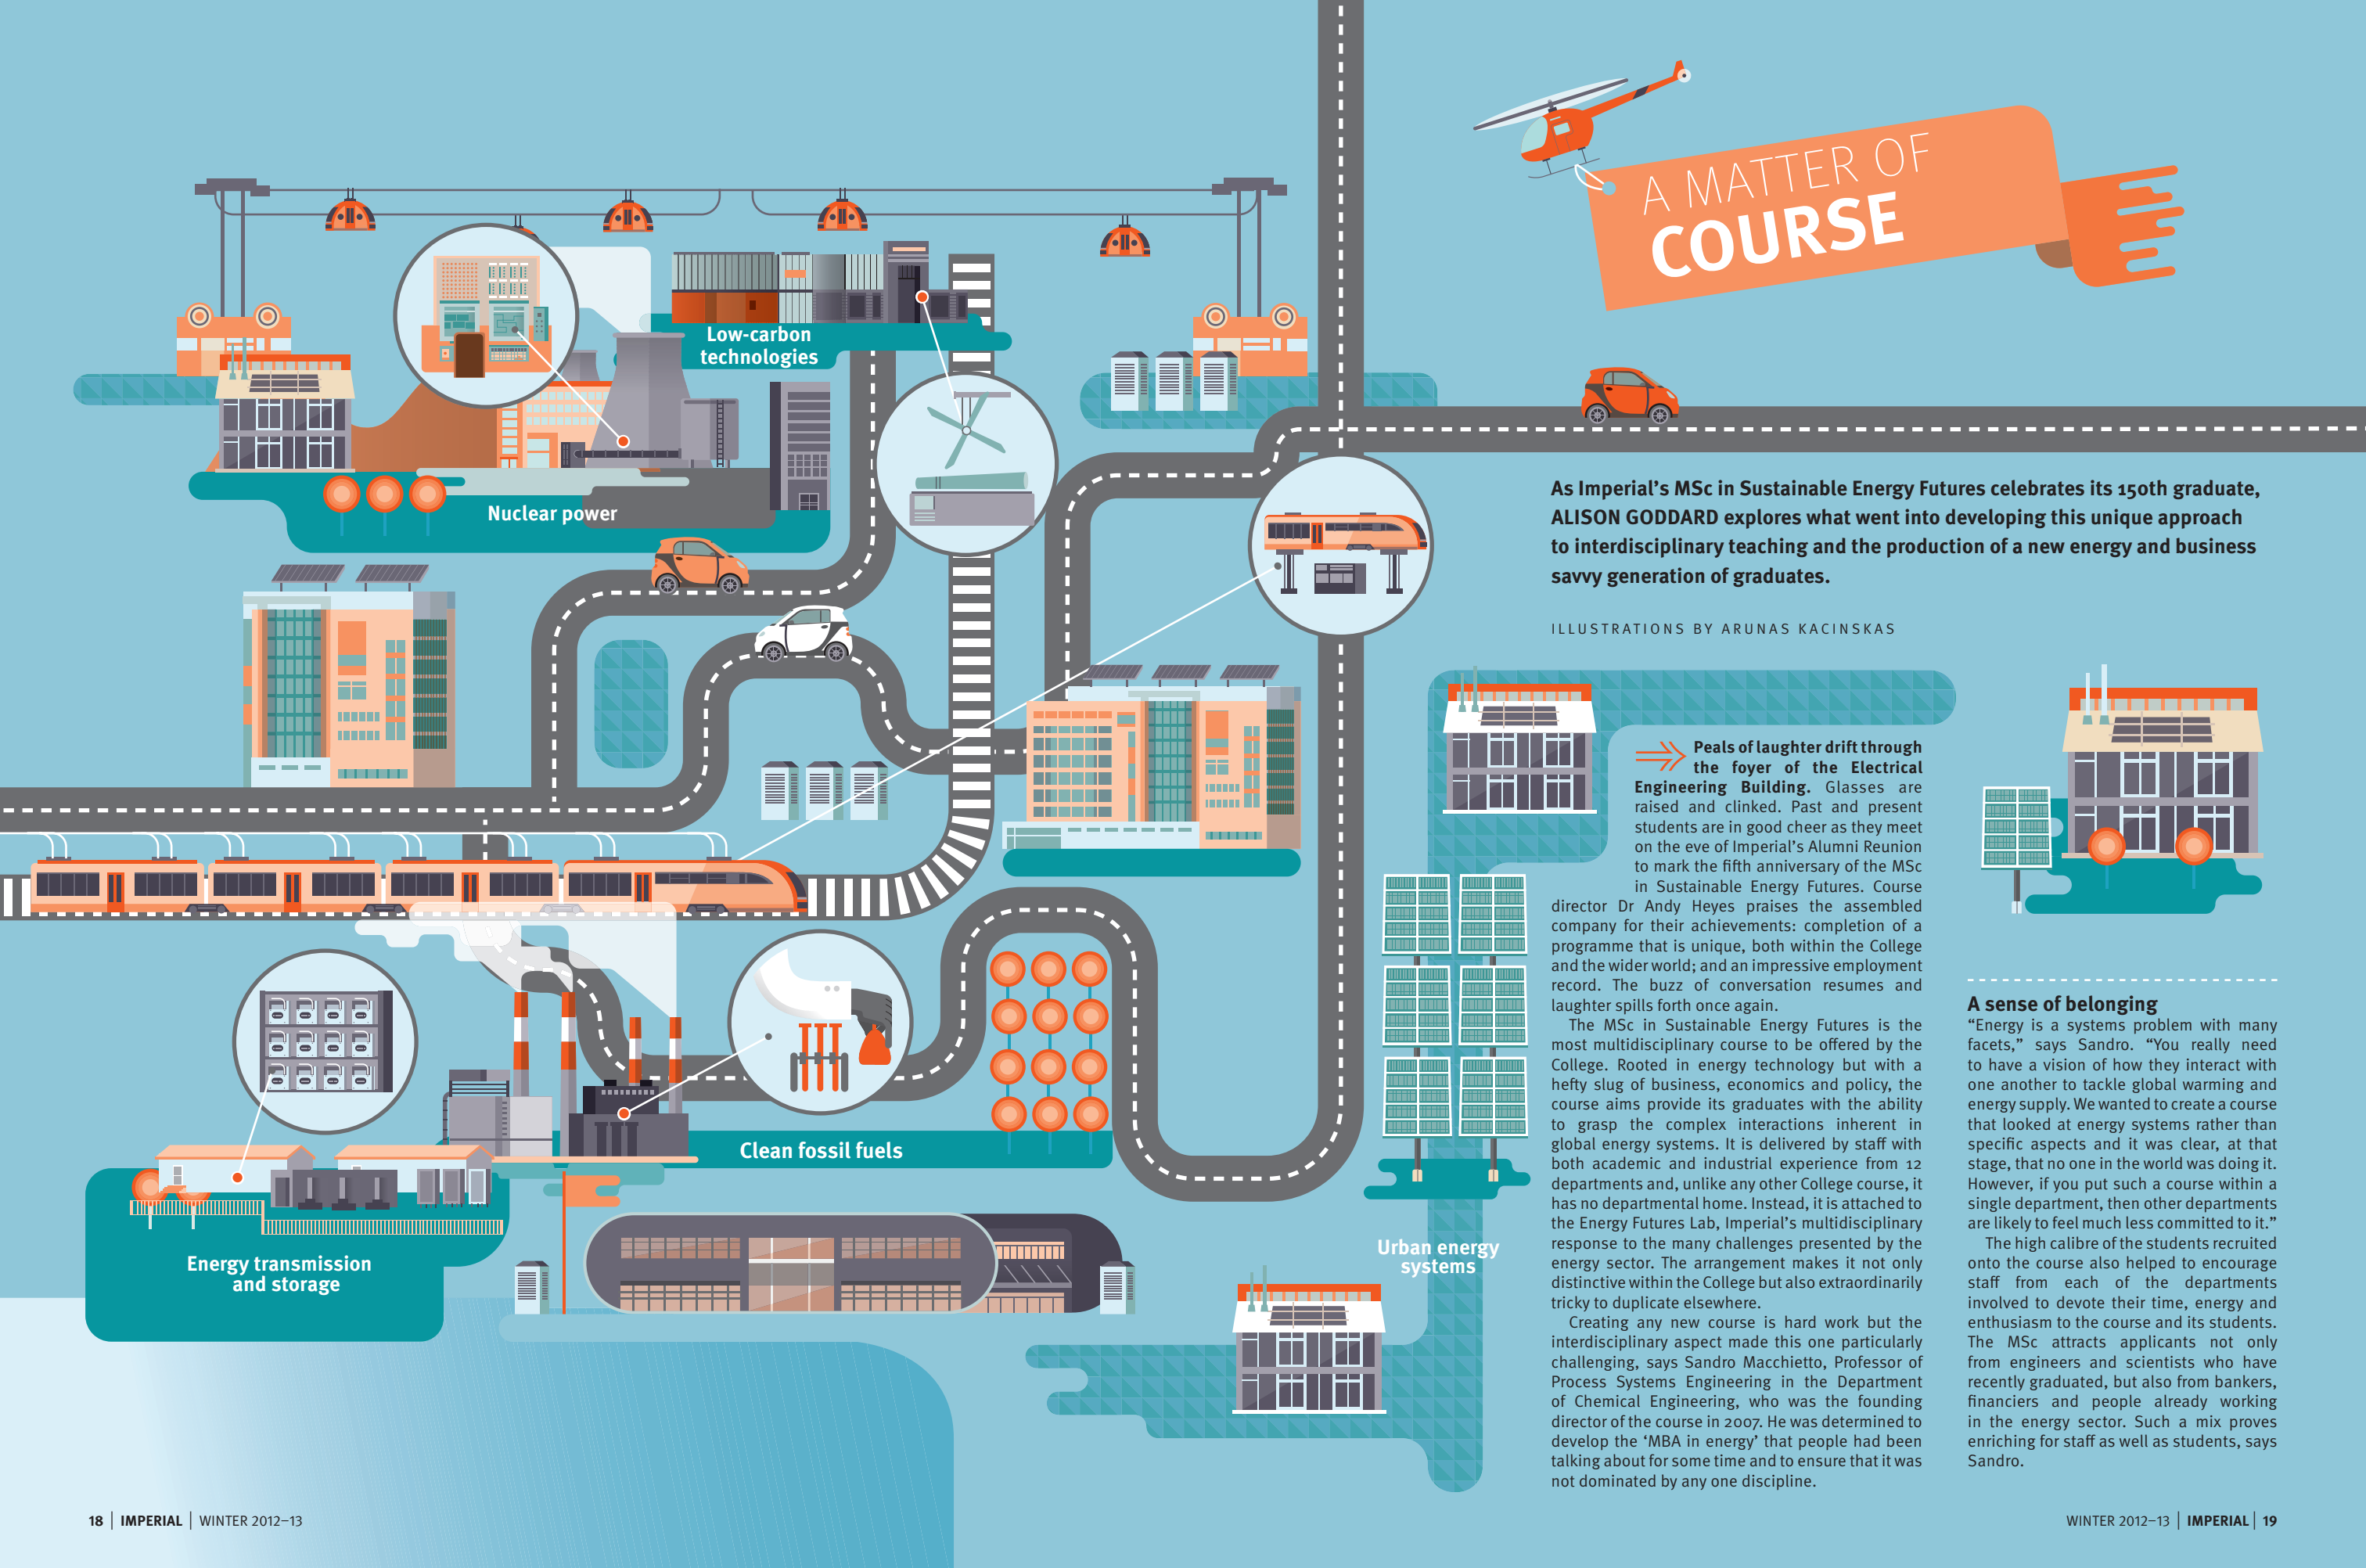 A MATTER OF
COURSE
Low-carbon
technologies
Nuclear power
Clean fossil fuels
Energy transmission
and storage
Urban energy
systems
As Imperial's MSc in Sustainable Energy Futures celebrates its 150th graduate,
ALISON GODDARD explores what went into developing this unique approach
to interdisciplinary teaching and the production of a new energy and business
savvy generation of graduates.
ILLUSTRATIONS BY ARUNAS KACINSKAS
Peals of laughter drift through
the foyer of the Electrical
Engineering Building. Glasses are
raised and clinked. Past and present
students are in good cheer as they meet
on the eve of Imperial's Alumni Reunion
to mark the fifth anniversary of the MSc
in Sustainable Energy Futures. Course
director Dr Andy Heyes praises the assembled
company for their achievements: completion of a
programme that is unique, both within the College
and the wider world; and an impressive employment
record. The buzz of conversation resumes and
laughter spills forth once again.
The MSc in Sustainable Energy Futures is the
most multidisciplinary course to be offered by the
College. Rooted in energy technology but with a
hefty slug of business, economics and policy, the
course aims provide its graduates with the ability
to grasp the complex interactions inherent in
global energy systems. It is delivered by staff with
both academic and industrial experience from 12
departments and, unlike any other College course, it
has no departmental home. Instead, it is attached to
the Energy Futures Lab, Imperial's multidisciplinary
response to the many challenges presented by the
energy sector. The arrangement makes it not only
distinctive within the College but also extraordinarily
tricky to duplicate elsewhere.
Creating any new course is hard work but the
interdisciplinary aspect made this one particularly
challenging, says Sandro Macchietto, Professor of
Process Systems Engineering in the Department
of Chemical Engineering, who was the founding
director of the course in 2007. He was determined to
develop the ‘MBA in energy’ that people had been
talking about for some time and to ensure that it was
not dominated by any one discipline.
A sense of belonging
“Energy is a systems problem with many
facets,” says Sandro. “You really need
to have a vision of how they interact with
one another to tackle global warming and
energy supply. We wanted to create a course
that looked at energy systems rather than
specific aspects and it was clear, at that
stage, that no one in the world was doing it.
However, if you put such a course within a
single department, then other departments
are likely to feel much less committed to it.”
The high calibre of the students recruited
onto the course also helped to encourage
staff from each of the departments
involved to devote their time, energy and
enthusiasm to the course and its students.
The MSc attracts applicants not only
from engineers and scientists who have
recently graduated, but also from bankers,
financiers and people already working
in the energy sector. Such a mix proves
enriching for staff as well as students, says
Sandro.
18 | IMPERIAL | WINTER 2012–13
WINTER 2012–13 | IMPERIAL | 19